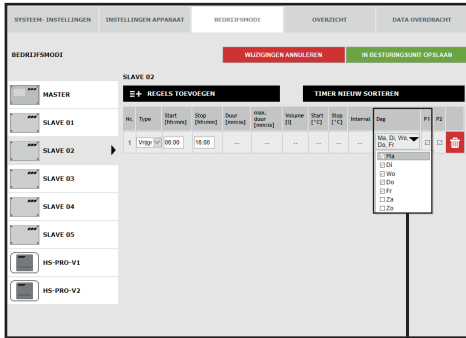 SYSTEEM- INSTELLINGEN INSTELLINGEN APPARAAT BEDRIJFSMODI OVERZICHT DATA OVERDRACHT
BEDRIJFSMODI WIJZIGINGEN ANNULEREN IN BESTURINGSUNIT OPSLAAN
SLAVE 02
REGELS TOEVOEGEN TIMER NIEUW SORTEREN
MASTER
SLAVE 01
SLAVE 02
SLAVE 03
SLAVE 04
SLAVE 05
HS-PRO-V1
HS-PRO-V2
Nr. Type Start [hh:mm] Stop [hh:mm] Duur [mm:ss] max. duur [mm:ss] Volume [l] Start [°C] Stop [°C] Interval Dag P1 P2
1 Vrijg 06:00 16:00 -- -- -- -- -- -- Ma, Di, Wo, Do, Fr
Ma
Di
Wo
Do
Fr
Za
Zo